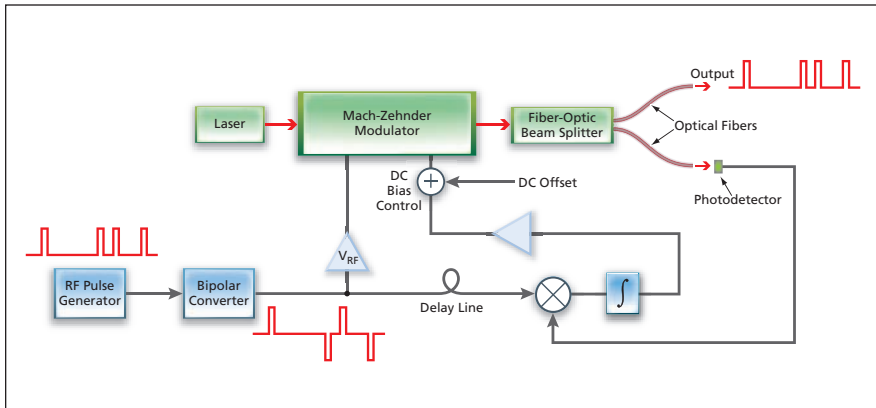 Output
Laser
Mach-Zehnder
Modulator
Fiber-Optic
Beam Splitter
Optical Fibers
DC
Bias
Control
+
DC Offset
Photodetector
V_RF
RF Pulse
Generator
Bipolar
Converter
Delay Line
∫